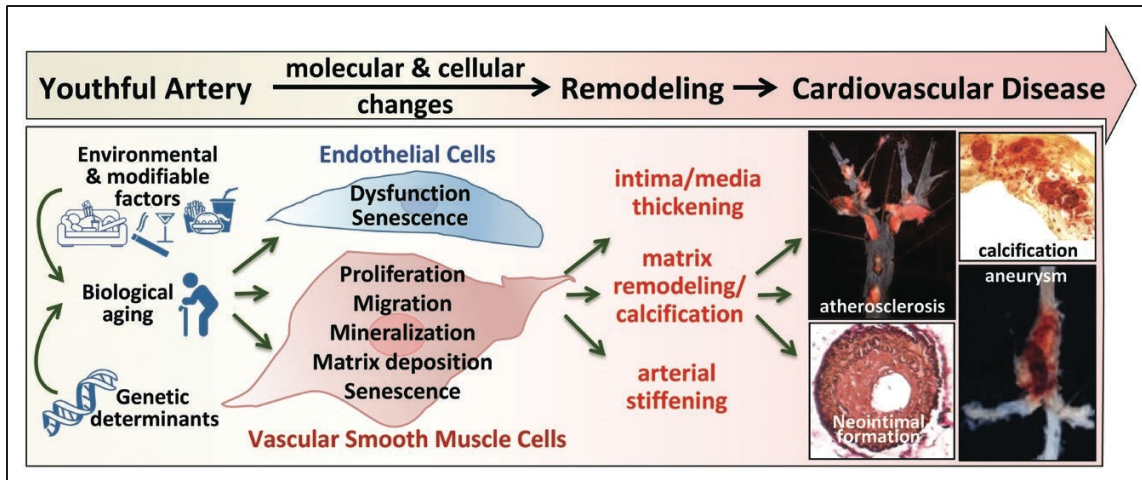 Youthful Artery
molecular & cellular
changes
Remodeling
Cardiovascular Disease
Environmental
& modifiable
factors
Biological
aging
Genetic
determinants
Endothelial Cells
Dysfunction
Senescence
Proliferation
Migration
Mineralization
Matrix deposition
Senescence
Vascular Smooth Muscle Cells
intima/media
thickening
matrix
remodeling/
calcification
arterial
stiffening
atherosclerosis
calcification
aneurysm
Neointimal
formation